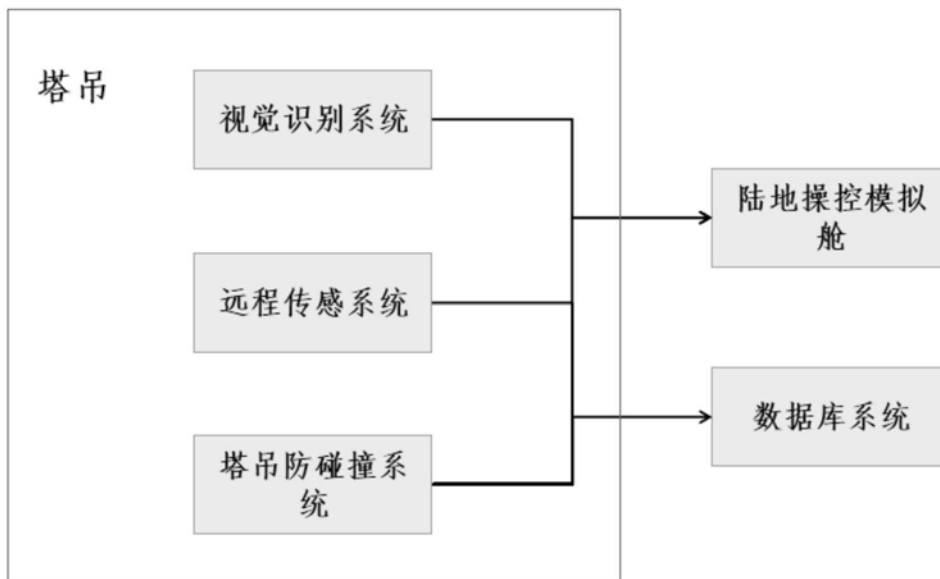 塔吊
视觉识别系统
陆地操控模拟
舱
远程传感系统
数据库系统
塔吊防碰撞系
统